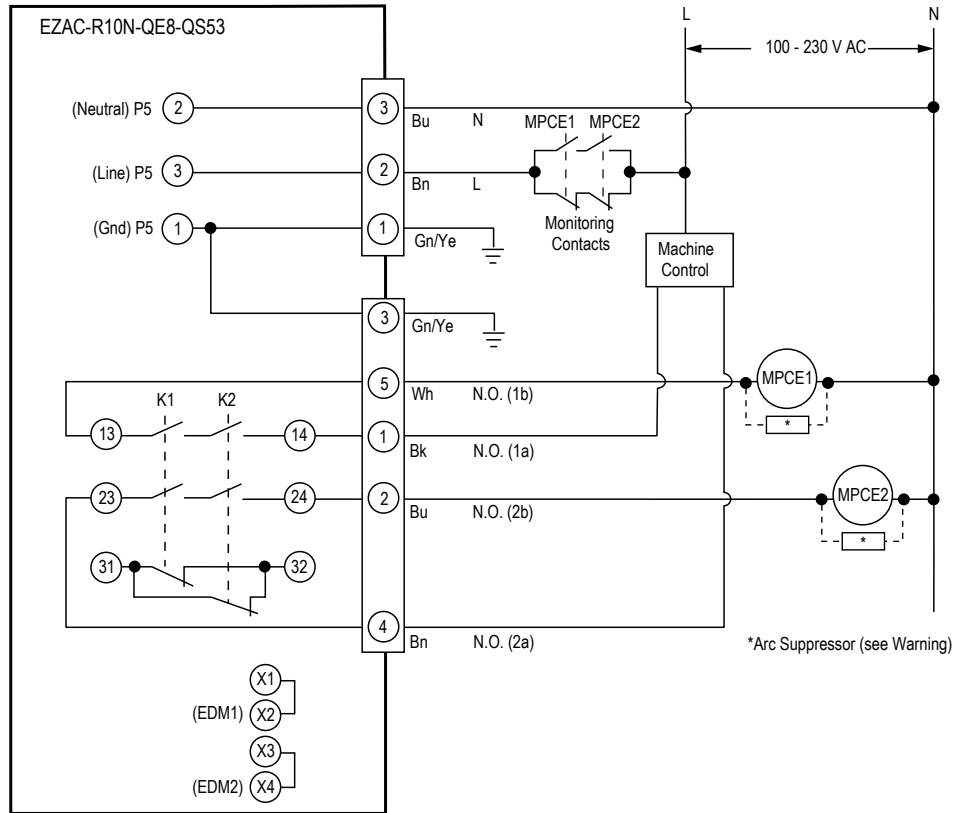 EZAC-R10N-QE8-QS53
L
N
100 - 230 V AC
(Neutral) P5 2
3
Bu N
MPCE1 MPCE2
(Line) P5 3
2
Bn L
(Gnd) P5 1
1
Gn/Ye
Monitoring
Contacts
Machine
Control
3
Gn/Ye
5
Wh N.O. (1b)
MPCE1
*
K1 K2
13 14
1
Bk N.O. (1a)
23 24
2
Bu N.O. (2b)
MPCE2
*
31 32
4
Bn N.O. (2a)
*Arc Suppressor (see Warning)
X1
(EDM1) X2
X3
(EDM2) X4